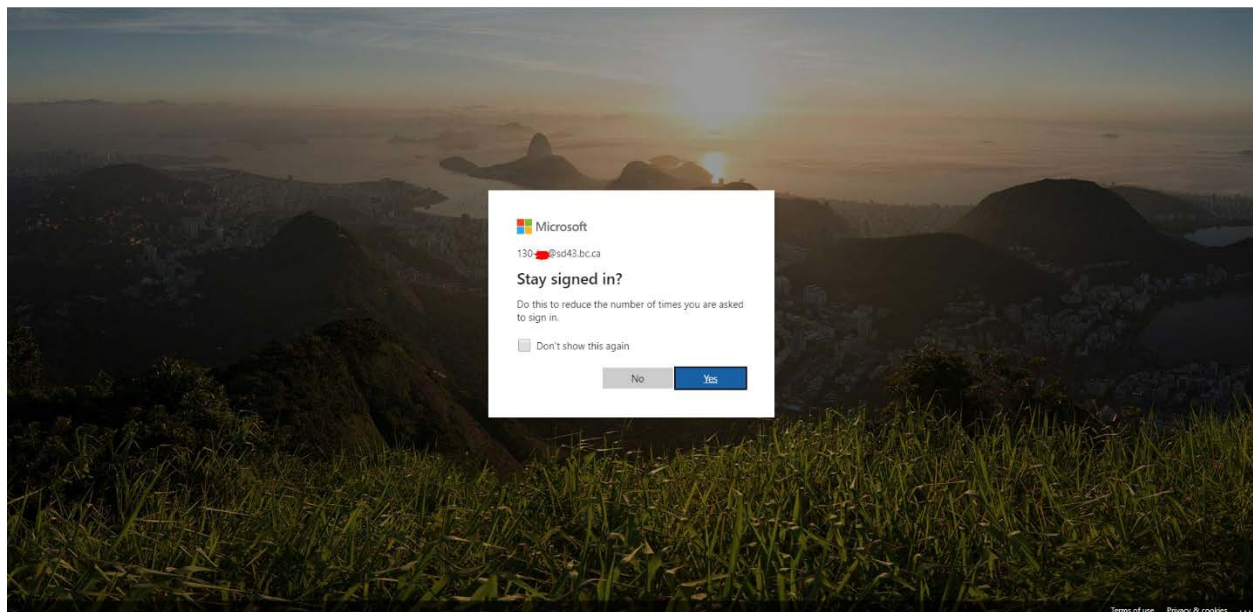 Microsoft
130-@sd43.bc.ca
Stay signed in?
Do this to reduce the number of times you are asked
to sign in.
Don't show this again
No Yes
Terms of use Privacy & cookies